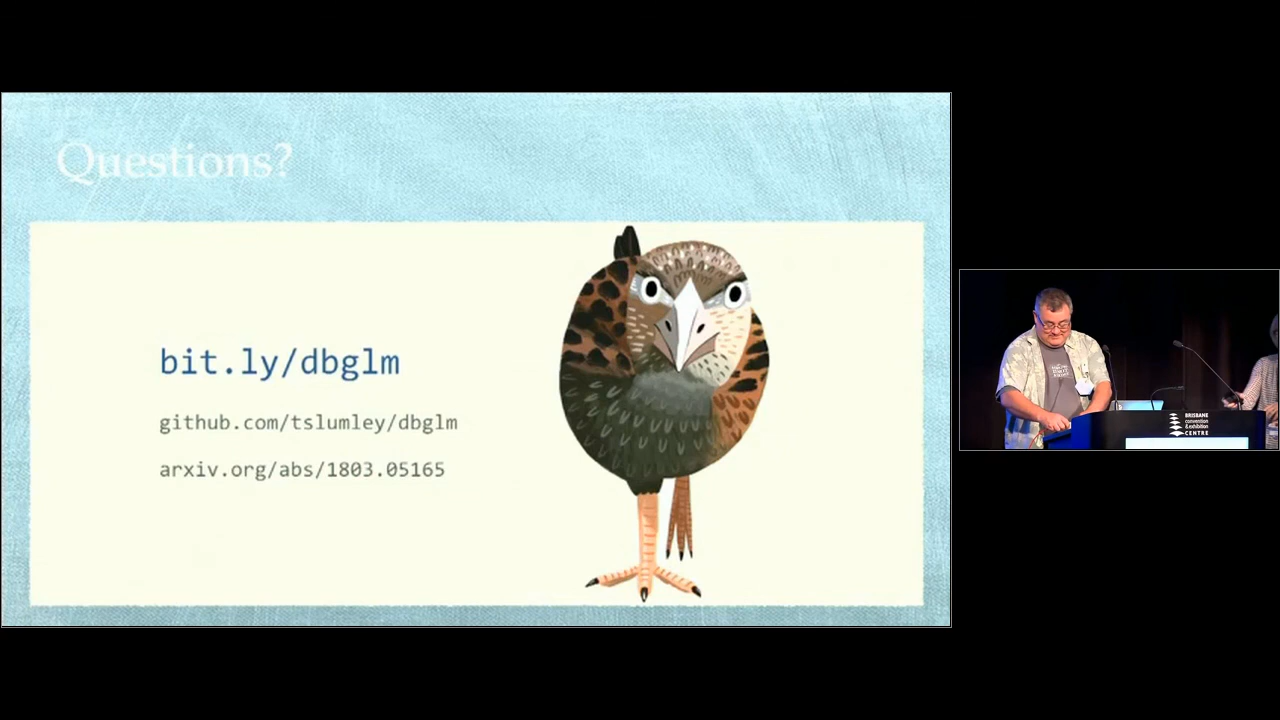 Questions?
bit.ly/dbglm
github.com/tslumley/dbglm
arxiv.org/abs/1803.05165
BRISBANE
convention
& exhibition
CENTRE